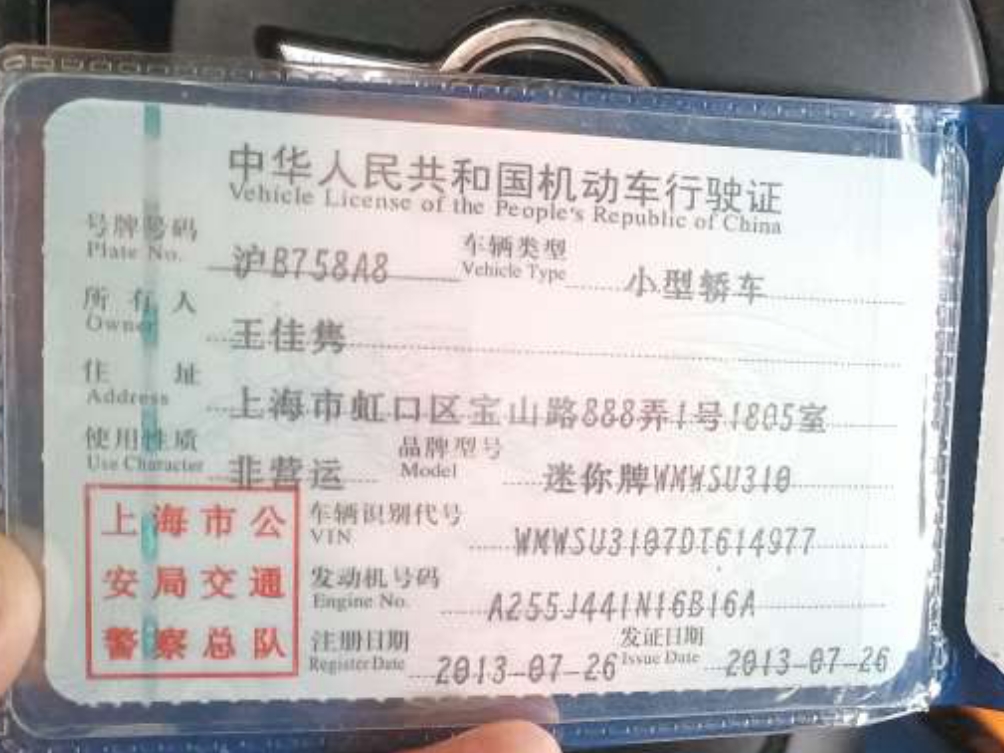 中华人民共和国机动车行驶证
Vehicle License of the People's Republic of China
号牌号码 沪B758A8 车辆类型 小型轿车
Plate No. Vehicle Type
所有人 王佳隽
Owner
住址 上海市虹口区宝山路888弄1号1805室
Address
使用性质 非营运 品牌型号 迷你牌WMWSU310
Use Character Model
车辆识别代号 WMWSU3107DT614977
VIN
发动机号码 A255J441N16B16A
Engine No.
注册日期 2013-07-26 发证日期 2013-07-26
Register Date Issue Date
上海市公
安局交通
警察总队